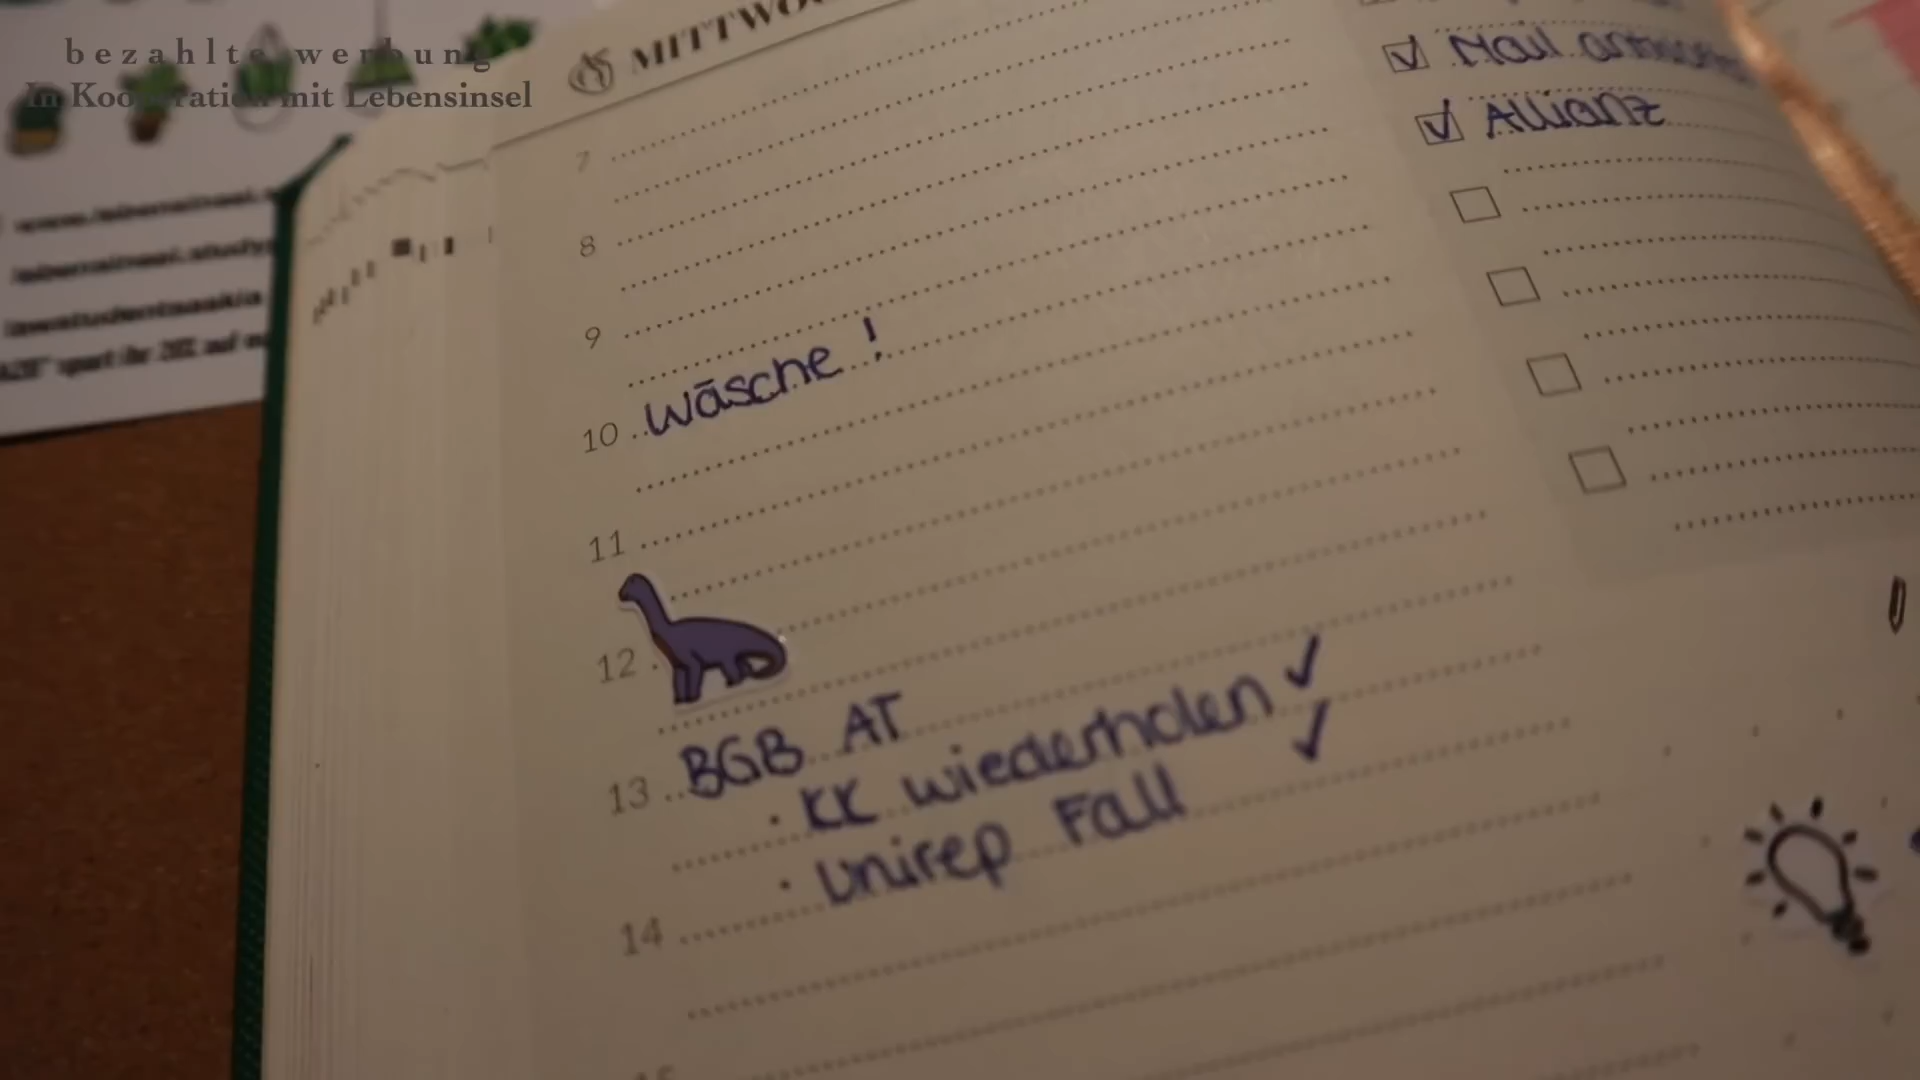 bezahlte werbung
In Kooperation mit Lebensinsel
MITTWO
Mail
Allianz
7
8
9
10 Wäsche!
11
12
13 BGB AT
• KK wiederholen ✓
• Unirep Fall ✓
14
15